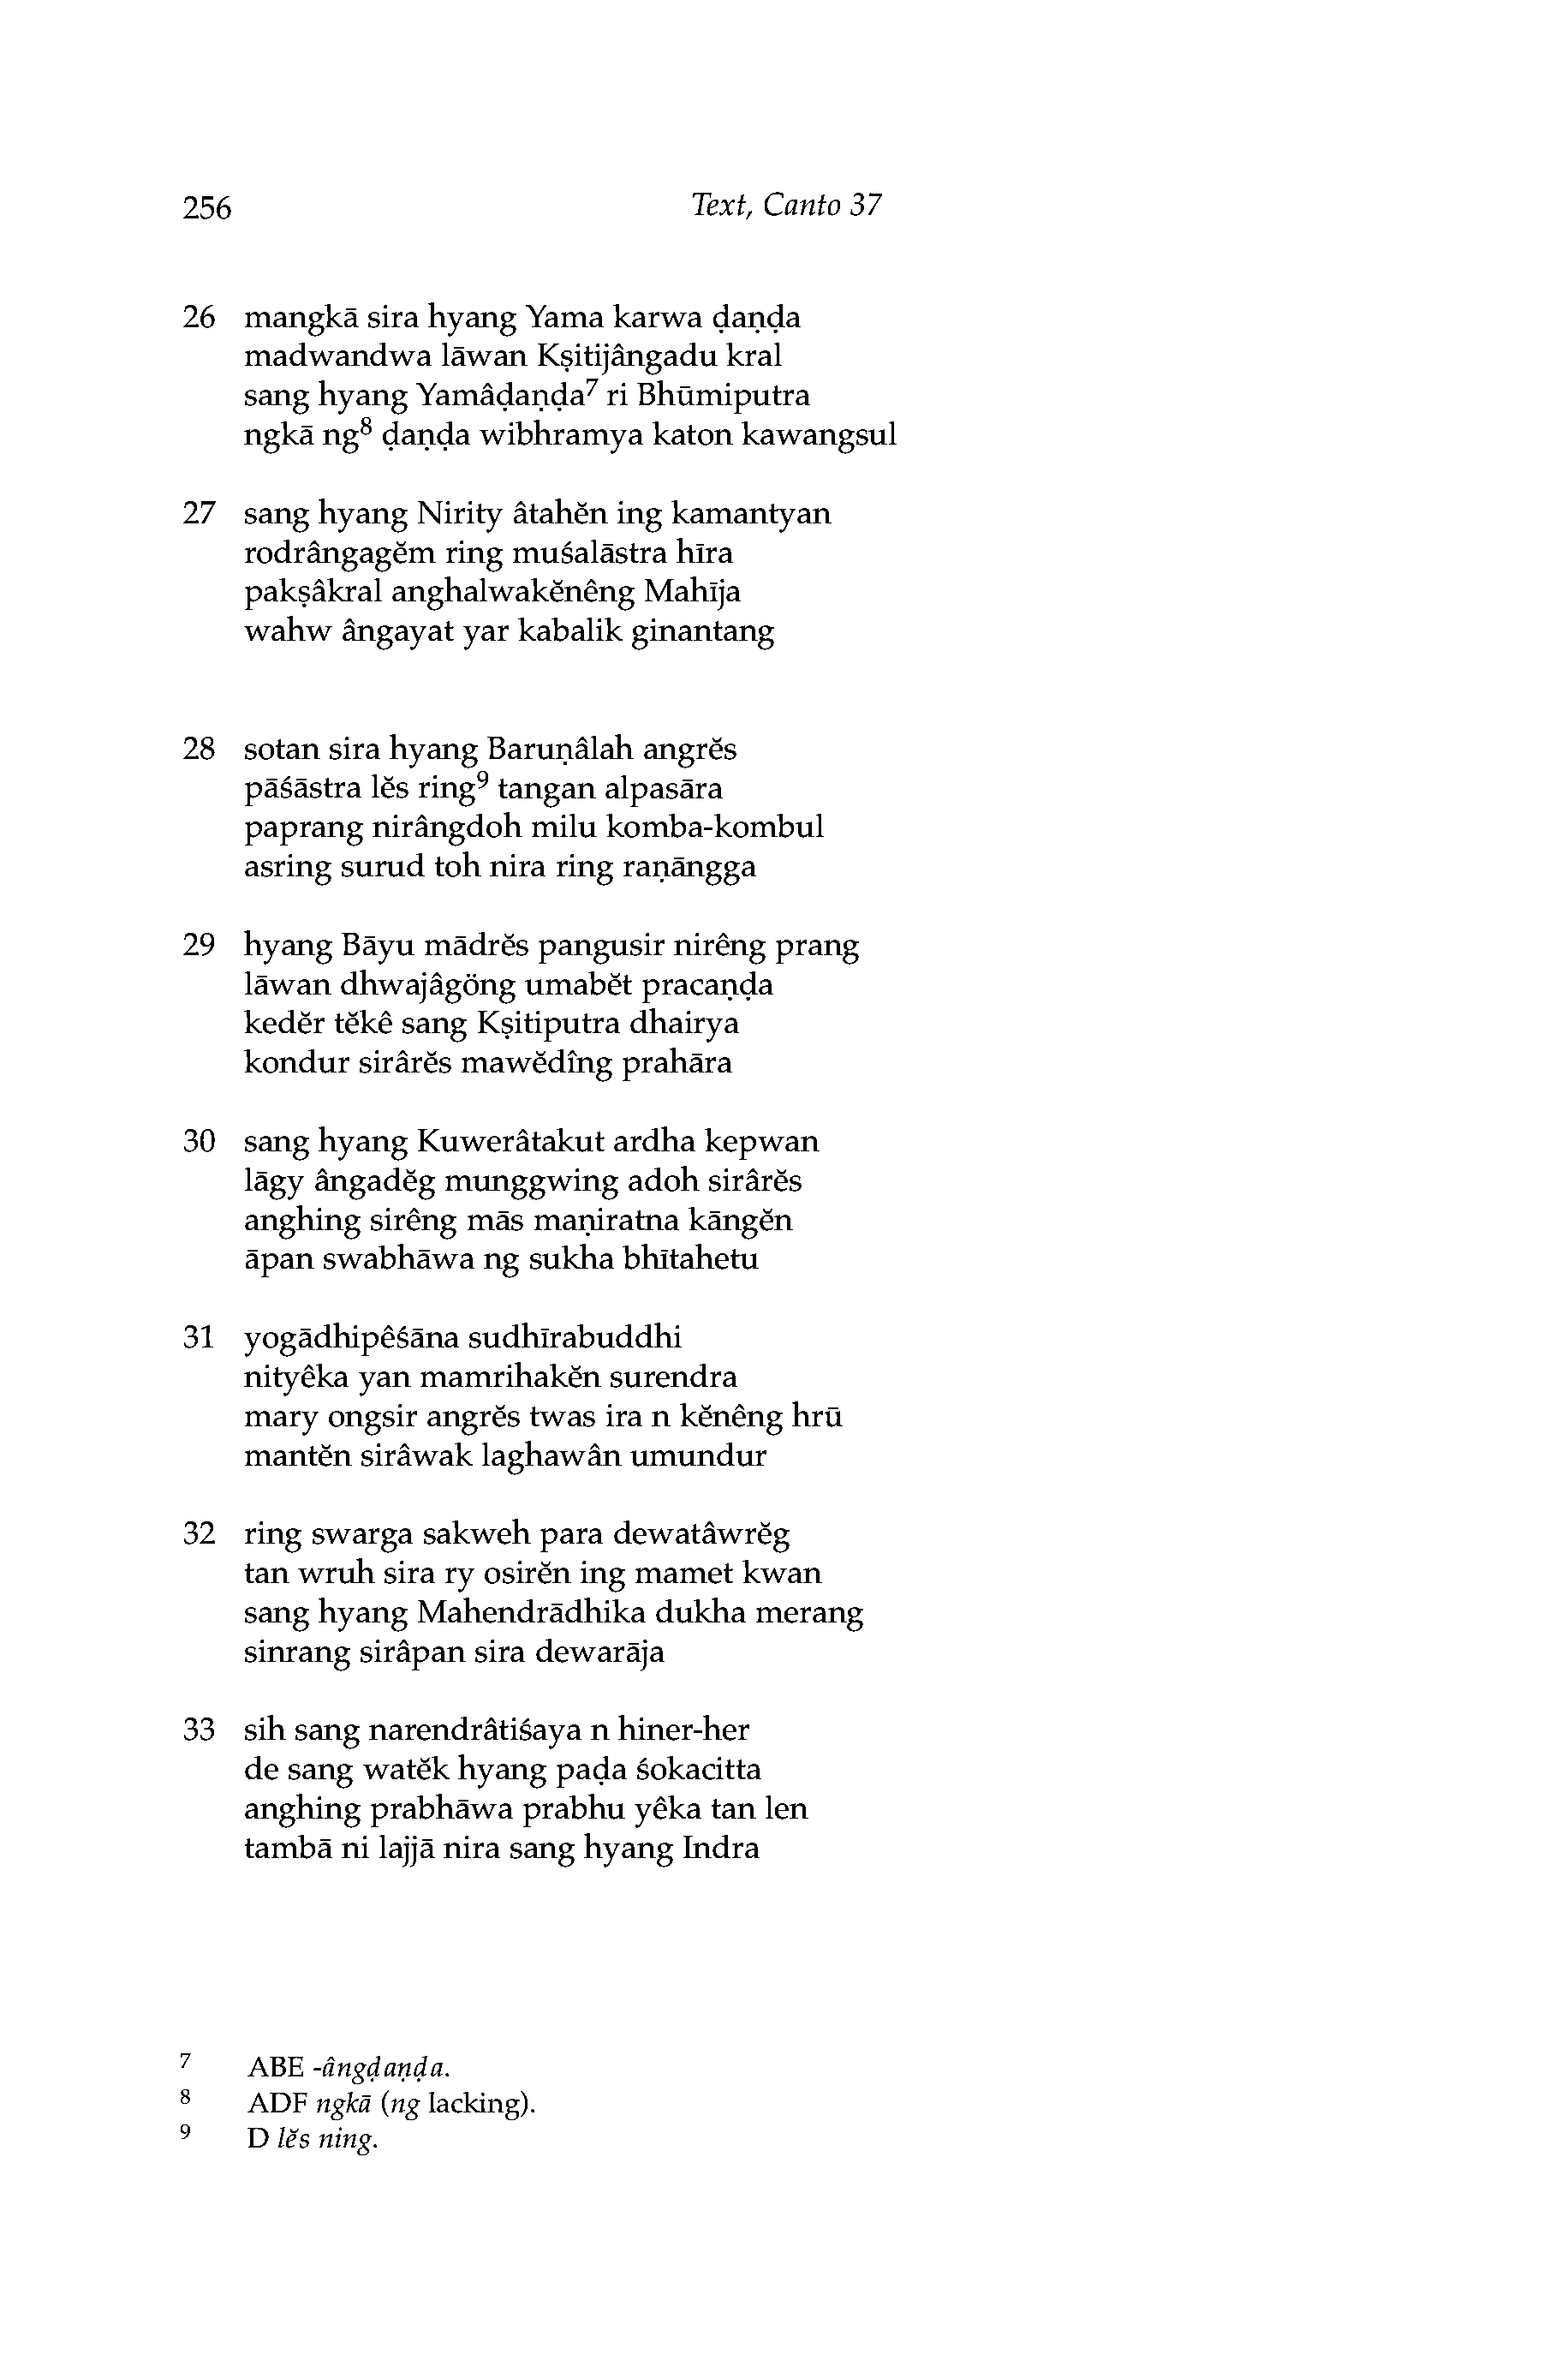 256 Text, Canto 37
26 mangkā sira hyang Yama karwa ḍaṇḍa
madwandwa lāwan Kṣitijângadu kral
sang hyang Yamâḍaṇḍa⁷ ri Bhūmiputra
ngkā ng⁸ ḍaṇḍa wibhramya katon kawangsul
27 sang hyang Nirity âtahĕn ing kamantyan
rodrângagĕm ring muśalāstra hīra
pakṣâkral anghalwakĕnêng Mahīja
wahw ângayat yar kabalik ginantang
28 sotan sira hyang Baruṇâlah angrĕs
pāśāstra lĕs ring⁹ tangan alpasāra
paprang nirângdoh milu komba-kombul
asring surud toh nira ring raṇāngga
29 hyang Bāyu mādrĕs pangusir nirêng prang
lāwan dhwajâgöng umabĕt pracaṇḍa
kedĕr tĕkê sang Kṣitiputra dhairya
kondur sirârĕs mawĕdîng prahāra
30 sang hyang Kuwerâtakut ardha kepwan
lāgy ângadĕg munggwing adoh sirârĕs
anghing sirêng mās maṇiratna kāngĕn
āpan swabhāwa ng sukha bhītahetu
31 yogādhipêśāna sudhīrabuddhi
nityêka yan mamrihakĕn surendra
mary ongsir angrĕs twas ira n kĕnêng hrū
mantĕn sirâwak laghawân umundur
32 ring swarga sakweh para dewatâwrĕg
tan wruh sira ry osirĕn ing mamet kwan
sang hyang Mahendrādhika dukha merang
sinrang sirâpan sira dewarāja
33 sih sang narendrâtiśaya n hiner-her
de sang watĕk hyang paḍa śokacitta
anghing prabhāwa prabhu yêka tan len
tambā ni lajjā nira sang hyang Indra
7 ABE -ângḍaṇḍa.
8 ADF ngkā (ng lacking).
9 D lĕs ning.